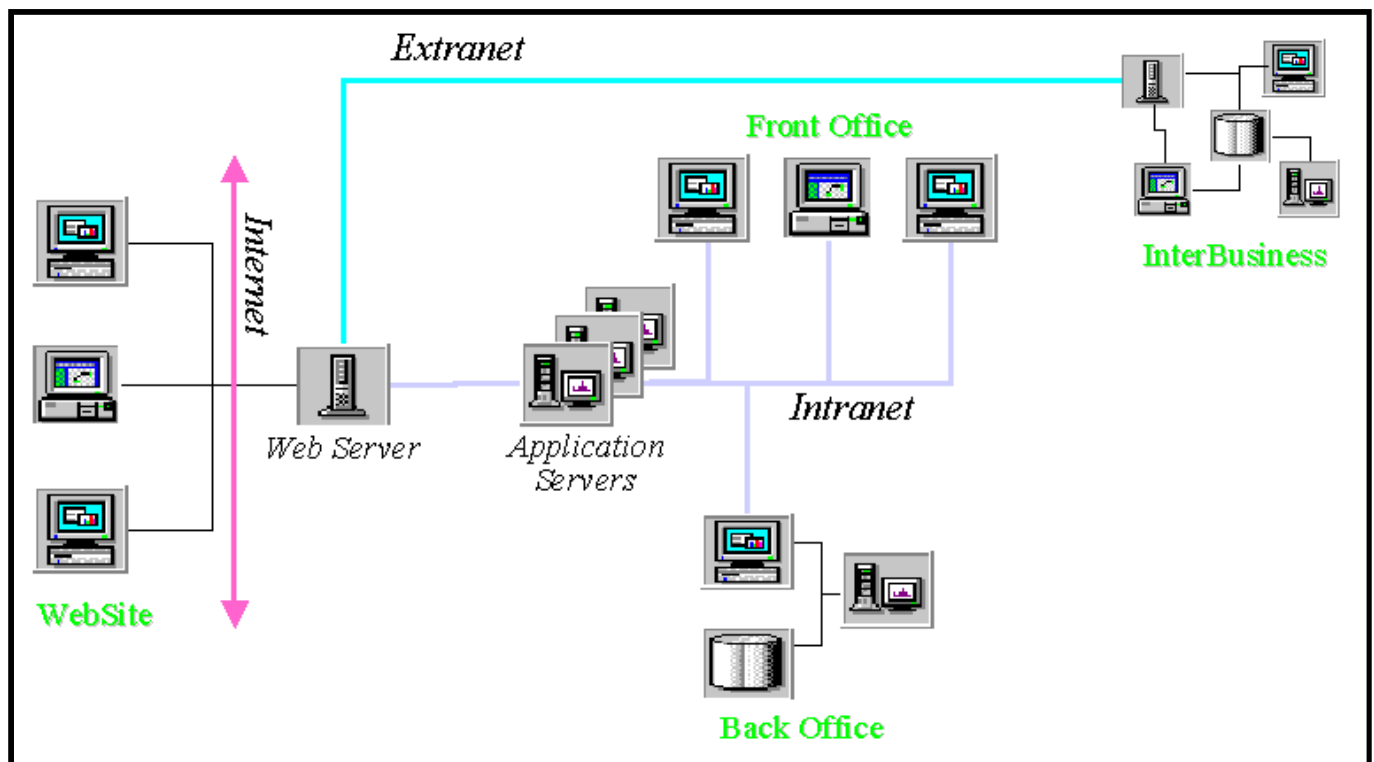 Extranet
Front Office
Internet
InterBusiness
Intranet
Web Server
Application
Servers
WebSite
Back Office